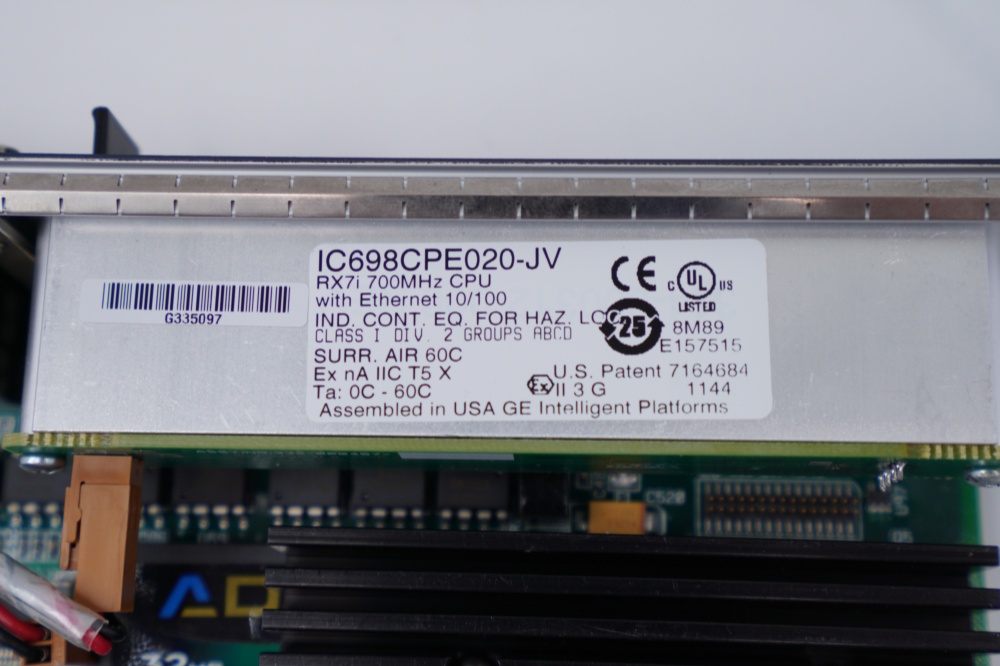 IC698CPE020-JV
RX7i 700MHz CPU
with Ethernet 10/100
IND. CONT. EQ. FOR HAZ. LOC
CLASS I DIV. 2 GROUPS ABCD
SURR. AIR 60C
Ex nA IIC T5 X
Ta: 0C - 60C
Assembled in USA GE Intelligent Platforms
CE
C UL US
LISTED
25
8M89
E157515
U.S. Patent 7164684
Ex II 3 G
1144
G335097
C520
AD